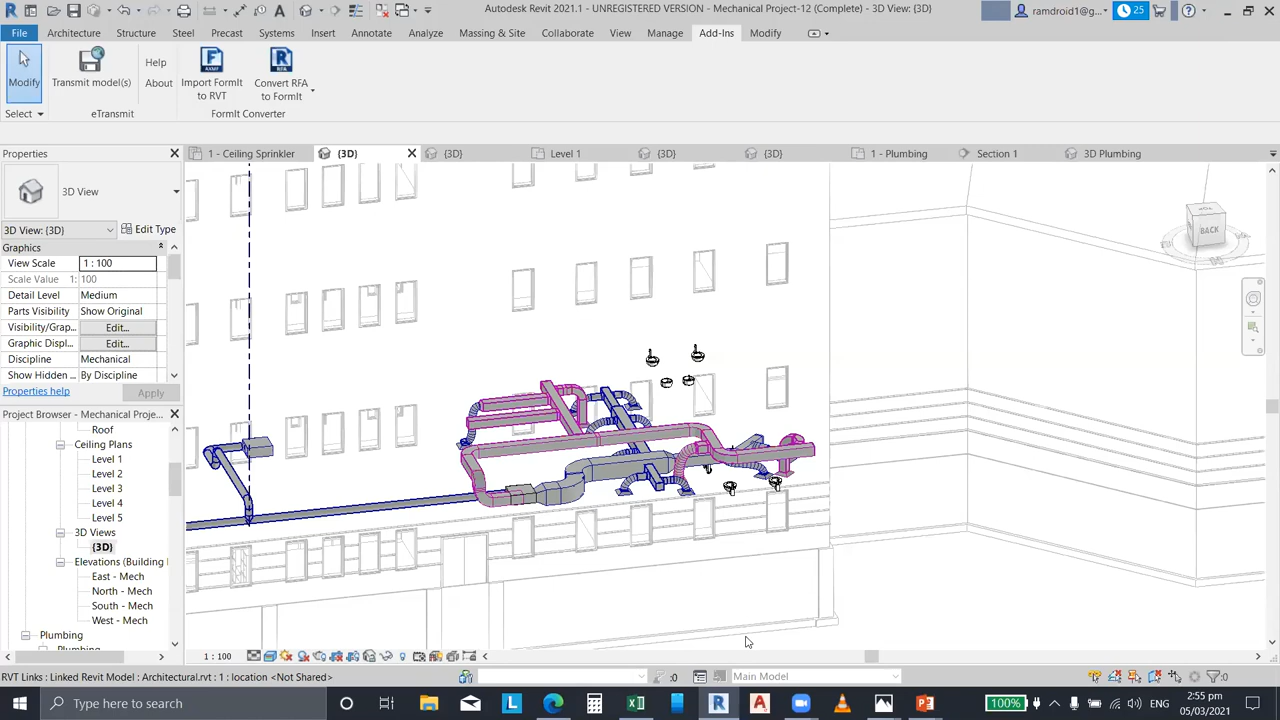 Autodesk Revit 2021.1 - UNREGISTERED VERSION - Mechanical Project-12 (Complete) - 3D View: {3D}
ramdroid1@g...
25
File Architecture Structure Steel Precast Systems Insert Annotate Analyze Massing & Site Collaborate View Manage Add-Ins Modify
Modify
Transmit model(s)
Help
About
Import FormIt
to RVT
Convert RFA
to FormIt
Select
eTransmit
FormIt Converter
Properties
1 - Ceiling Sprinkler
{3D}
{3D}
Level 1
{3D}
{3D}
1 - Plumbing
Section 1
3D Plumbing
3D View
3D View: {3D}
Edit Type
Graphics
View Scale 1 : 100
Scale Value 1: 100
Detail Level Medium
Parts Visibility Show Original
Visibility/Grap... Edit...
Graphic Displ... Edit...
Discipline Mechanical
Show Hidden ... By Discipline
Properties help
Apply
Project Browser - Mechanical Proje...
Roof
Ceiling Plans
Level 1
Level 2
Level 3
Level 4
Level 5
3D Views
{3D}
Elevations (Building
East - Mech
North - Mech
South - Mech
West - Mech
Plumbing
Plumbing
BACK
1 : 100
RVT Links : Linked Revit Model : Architectural.rvt : 1 : location <Not Shared>
:0
Main Model
:0
Type here to search
100%
ENG
2:55 pm
05/03/2021